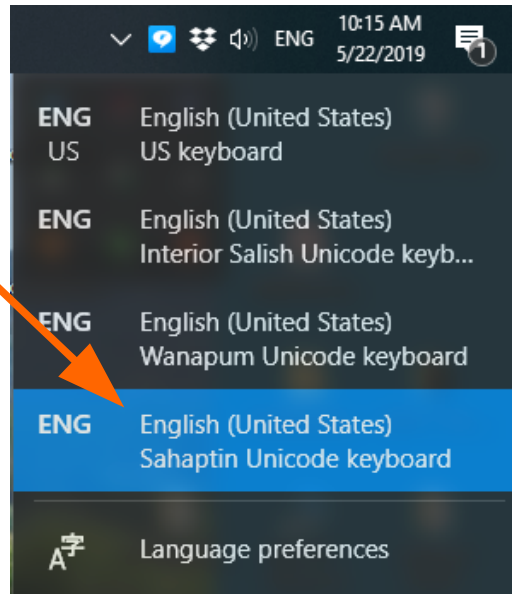 ENG
10:15 AM
5/22/2019
1
ENG English (United States)
US US keyboard
ENG English (United States)
Interior Salish Unicode keyb...
ENG English (United States)
Wanapum Unicode keyboard
ENG English (United States)
Sahaptin Unicode keyboard
A字 Language preferences